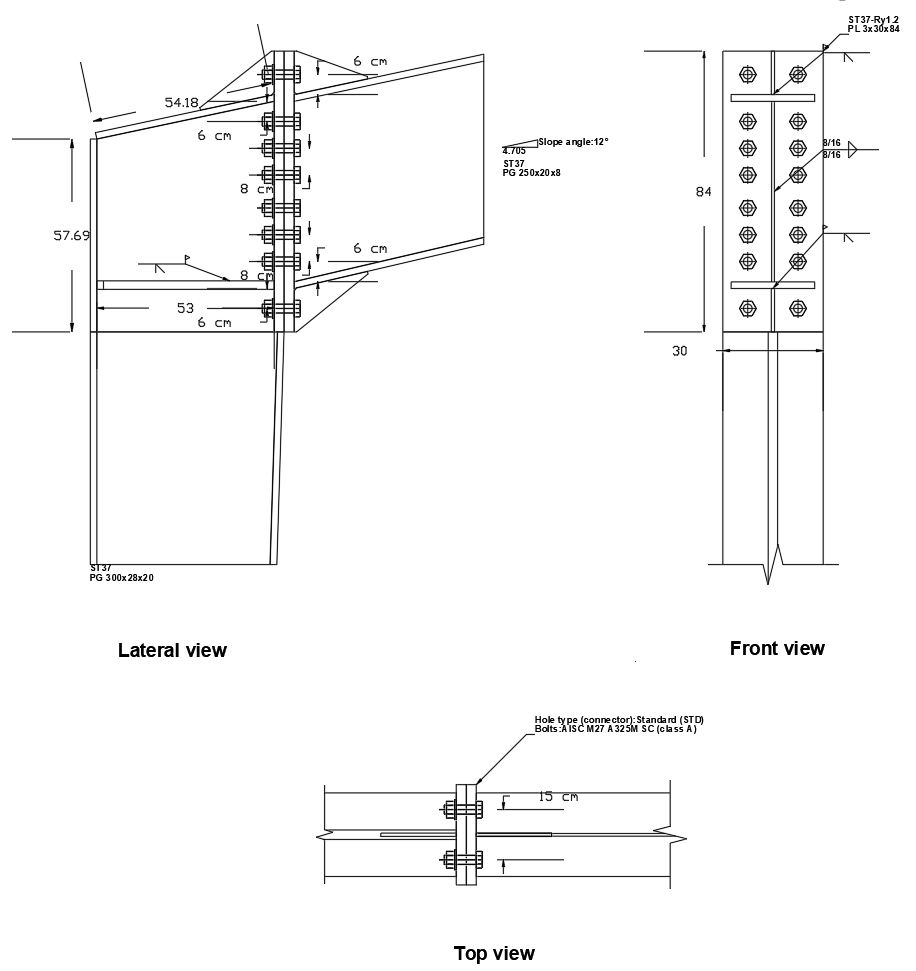 ST37-Ry1.2
PL 3x30x84
6 cm
54.18
6 cm
8/16
8/16
Slope angle:12°
4.705
ST37
PG 250x20x8
8 cm
84
57.69
6 cm
8 cm
53
6 cm
30
ST37
PG 300x28x20
Lateral view
Front view
Hole type (connector):Standard (STD)
Bolts:AISC M27 A325M SC (class A)
15 cm
Top view